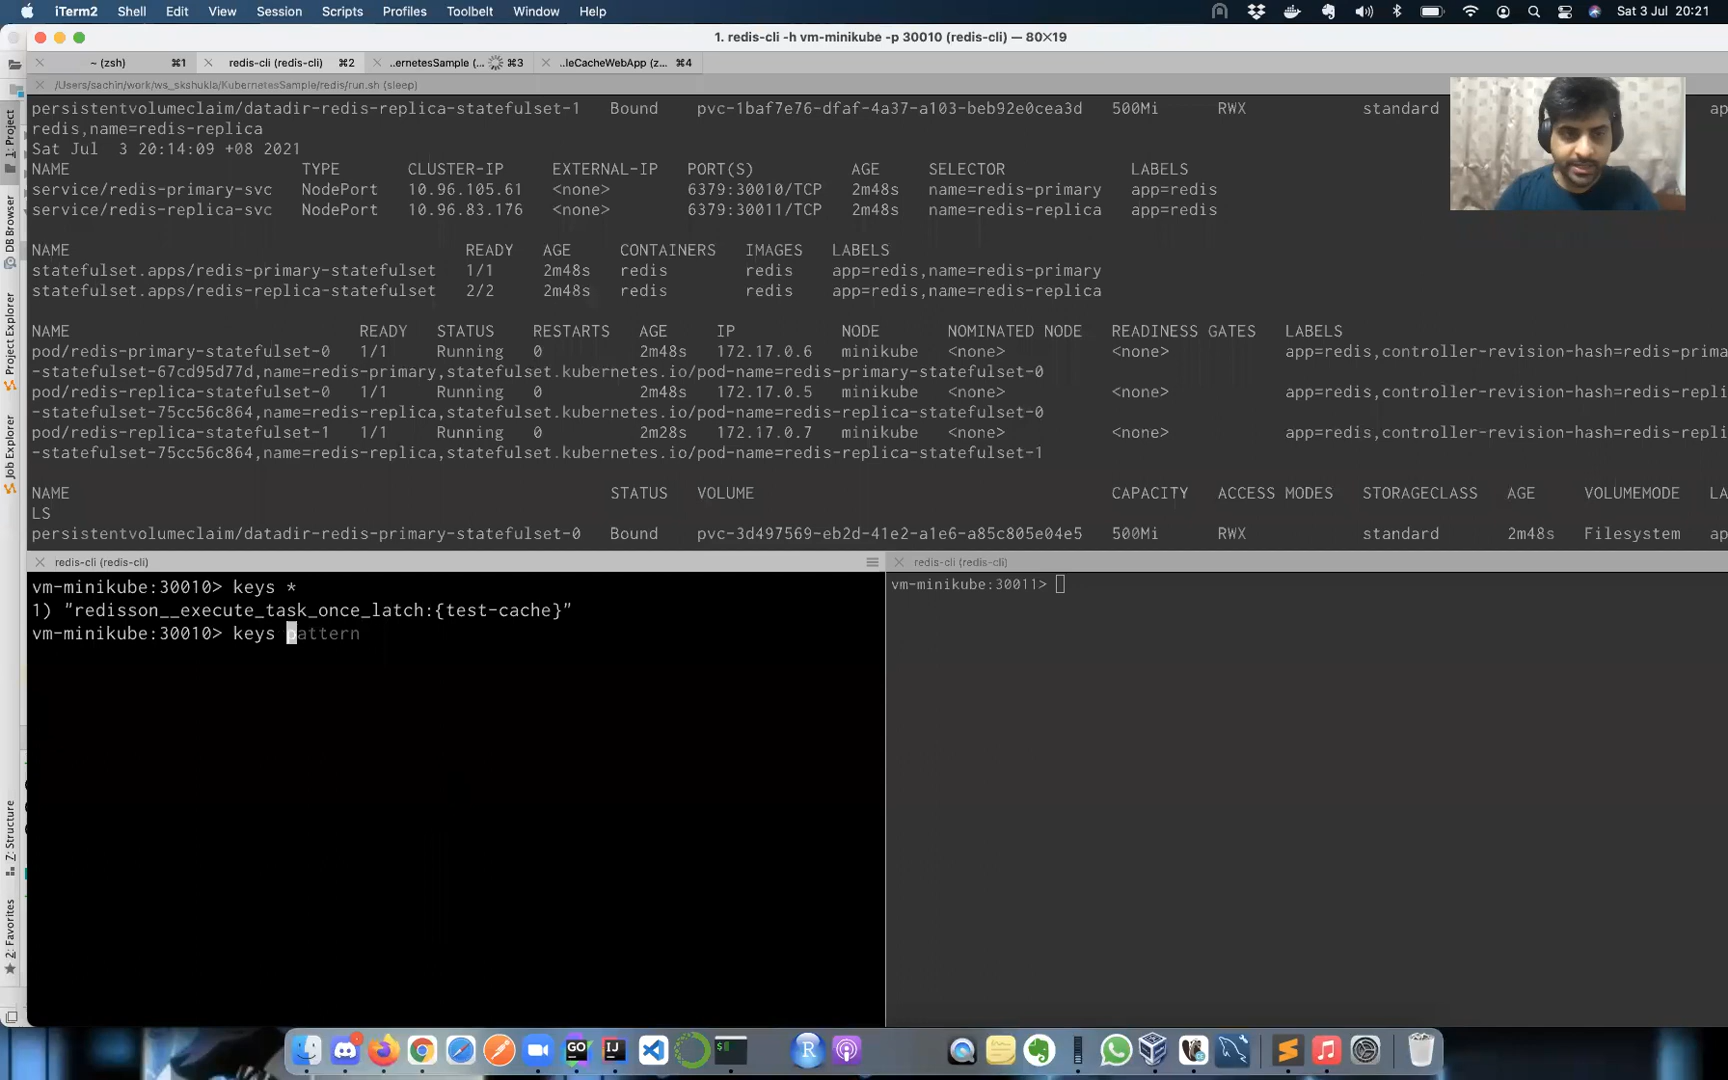 iTerm2 Shell Edit View Session Scripts Profiles Toolbelt Window Help Sat 3 Jul 20:21
1. redis-cli -h vm-minikube -p 30010 (redis-cli) — 80×19
~ (zsh) ⌘1 redis-cli (redis-cli) ⌘2 ..ernetesSample (... ⌘3 ..leCacheWebApp (z... ⌘4
/Users/sachin/work/ws_skshukla/KubernetesSample/redis/run.sh (sleep)
persistentvolumeclaim/datadir-redis-replica-statefulset-1 Bound pvc-1baf7e76-dfaf-4a37-a103-beb92e0cea3d 500Mi RWX standard ap
redis,name=redis-replica
Sat Jul 3 20:14:09 +08 2021
NAME TYPE CLUSTER-IP EXTERNAL-IP PORT(S) AGE SELECTOR LABELS
service/redis-primary-svc NodePort 10.96.105.61 <none> 6379:30010/TCP 2m48s name=redis-primary app=redis
service/redis-replica-svc NodePort 10.96.83.176 <none> 6379:30011/TCP 2m48s name=redis-replica app=redis
NAME READY AGE CONTAINERS IMAGES LABELS
statefulset.apps/redis-primary-statefulset 1/1 2m48s redis redis app=redis,name=redis-primary
statefulset.apps/redis-replica-statefulset 2/2 2m48s redis redis app=redis,name=redis-replica
NAME READY STATUS RESTARTS AGE IP NODE NOMINATED NODE READINESS GATES LABELS
pod/redis-primary-statefulset-0 1/1 Running 0 2m48s 172.17.0.6 minikube <none> <none> app=redis,controller-revision-hash=redis-prima
-statefulset-67cd95d77d,name=redis-primary,statefulset.kubernetes.io/pod-name=redis-primary-statefulset-0
pod/redis-replica-statefulset-0 1/1 Running 0 2m48s 172.17.0.5 minikube <none> <none> app=redis,controller-revision-hash=redis-repli
-statefulset-75cc56c864,name=redis-replica,statefulset.kubernetes.io/pod-name=redis-replica-statefulset-0
pod/redis-replica-statefulset-1 1/1 Running 0 2m28s 172.17.0.7 minikube <none> <none> app=redis,controller-revision-hash=redis-repli
-statefulset-75cc56c864,name=redis-replica,statefulset.kubernetes.io/pod-name=redis-replica-statefulset-1
NAME STATUS VOLUME CAPACITY ACCESS MODES STORAGECLASS AGE VOLUMEMODE LA
LS
persistentvolumeclaim/datadir-redis-primary-statefulset-0 Bound pvc-3d497569-eb2d-41e2-a1e6-a85c805e04e5 500Mi RWX standard 2m48s Filesystem ap
redis-cli (redis-cli)
vm-minikube:30010> keys *
1) "redisson__execute_task_once_latch:{test-cache}"
vm-minikube:30010> keys pattern
redis-cli (redis-cli)
vm-minikube:30011>
1: Project
DB Browser
Project Explorer
Job Explorer
Z: Structure
2: Favorites
GO
IJ
$
R